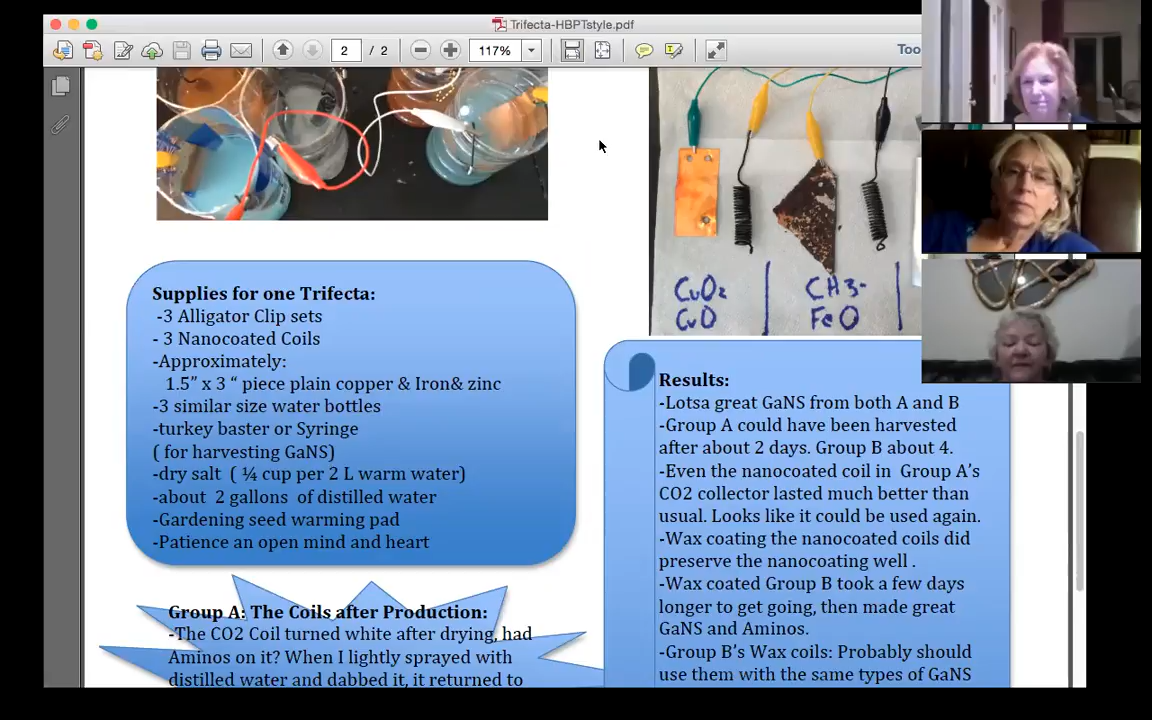 Trifecta-HBPTstyle.pdf
2 / 2
117%
Too
CuO2
CuO
CH3-
FeO
Supplies for one Trifecta:
-3 Alligator Clip sets
- 3 Nanocoated Coils
-Approximately:
1.5” x 3 “ piece plain copper & Iron& zinc
-3 similar size water bottles
-turkey baster or Syringe
( for harvesting GaNS)
-dry salt ( ¼ cup per 2 L warm water)
-about 2 gallons of distilled water
-Gardening seed warming pad
-Patience an open mind and heart
Group A: The Coils after Production:
-The CO2 Coil turned white after drying, had
Aminos on it? When I lightly sprayed with
distilled water and dabbed it, it returned to
Results:
-Lotsa great GaNS from both A and B
-Group A could have been harvested
after about 2 days. Group B about 4.
-Even the nanocoated coil in Group A’s
CO2 collector lasted much better than
usual. Looks like it could be used again.
-Wax coating the nanocoated coils did
preserve the nanocoating well .
-Wax coated Group B took a few days
longer to get going, then made great
GaNS and Aminos.
-Group B’s Wax coils: Probably should
use them with the same types of GaNS